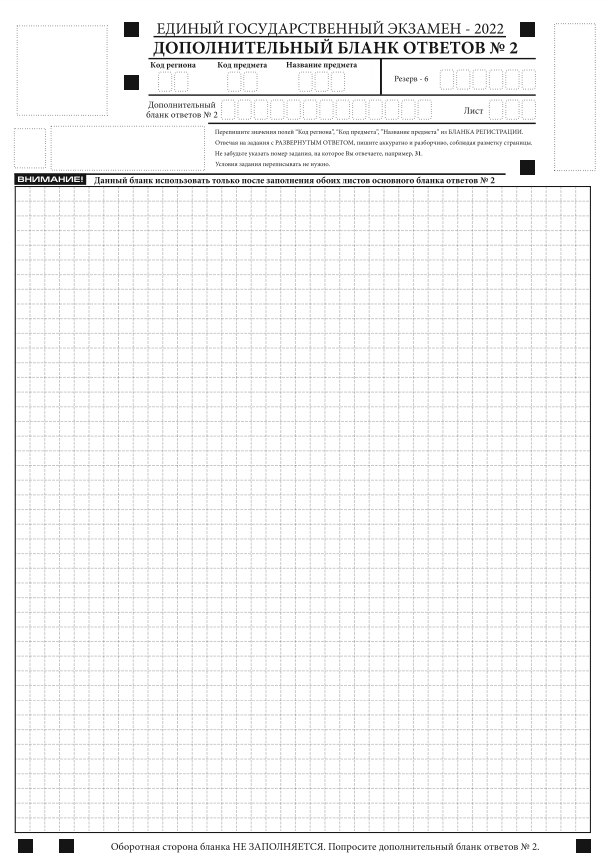 ЕДИНЫЙ ГОСУДАРСТВЕННЫЙ ЭКЗАМЕН - 2022
ДОПОЛНИТЕЛЬНЫЙ БЛАНК ОТВЕТОВ № 2
Код региона Код предмета Название предмета
Резерв - 6
Дополнительный
бланк ответов № 2
Лист
Перепишите значения полей "Код региона", "Код предмета", "Название предмета" из БЛАНКА РЕГИСТРАЦИИ.
Отвечая на задания с РАЗВЕРНУТЫМ ОТВЕТОМ, пишите аккуратно и разборчиво, соблюдая разметку страницы.
Не забудьте указать номер задания, на которое Вы отвечаете, например, 31.
Условия задания переписывать не нужно.
ВНИМАНИЕ! Данный бланк использовать только после заполнения обоих листов основного бланка ответов № 2
Оборотная сторона бланка НЕ ЗАПОЛНЯЕТСЯ. Попросите дополнительный бланк ответов № 2.